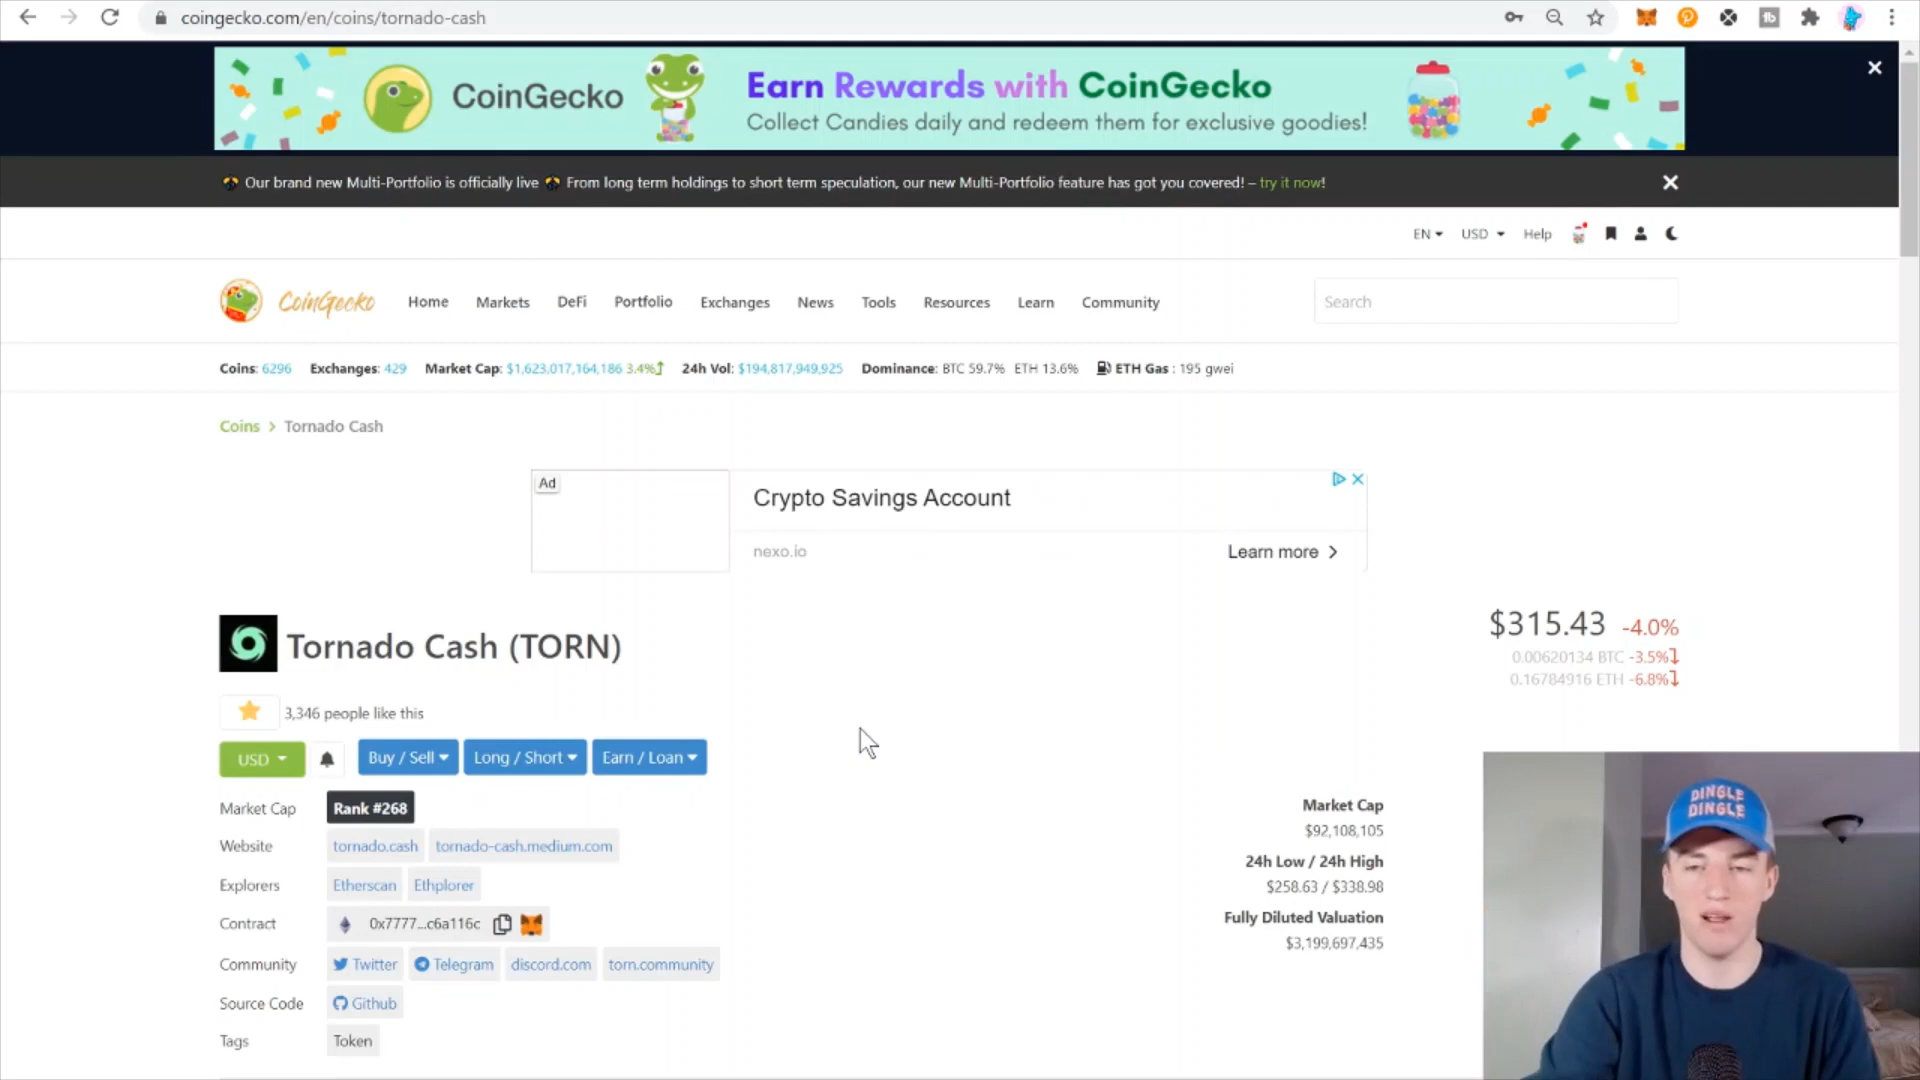 coingecko.com/en/coins/tornado-cash
CoinGecko
Earn Rewards with CoinGecko
Collect Candies daily and redeem them for exclusive goodies!
Our brand new Multi-Portfolio is officially live From long term holdings to short term speculation, our new Multi-Portfolio feature has got you covered! – try it now!
EN USD Help
CoinGecko Home Markets DeFi Portfolio Exchanges News Tools Resources Learn Community Search
Coins: 6296 Exchanges: 429 Market Cap: $1,623,017,164,186 3.4% 24h Vol: $194,817,949,925 Dominance: BTC 59.7% ETH 13.6% ETH Gas : 195 gwei
Coins > Tornado Cash
Ad
Crypto Savings Account
nexo.io
Learn more
Tornado Cash (TORN)
$315.43 -4.0%
0.00620134 BTC -3.5%
0.16784916 ETH -6.8%
3,346 people like this
USD Buy / Sell Long / Short Earn / Loan
Market Cap Rank #268
Website tornado.cash tornado-cash.medium.com
Explorers Etherscan Ethplorer
Contract 0x7777...c6a116c
Community Twitter Telegram discord.com torn.community
Source Code Github
Tags Token
Market Cap
$92,108,105
24h Low / 24h High
$258.63 / $338.98
Fully Diluted Valuation
$3,199,697,435
DINGLE
DINGLE